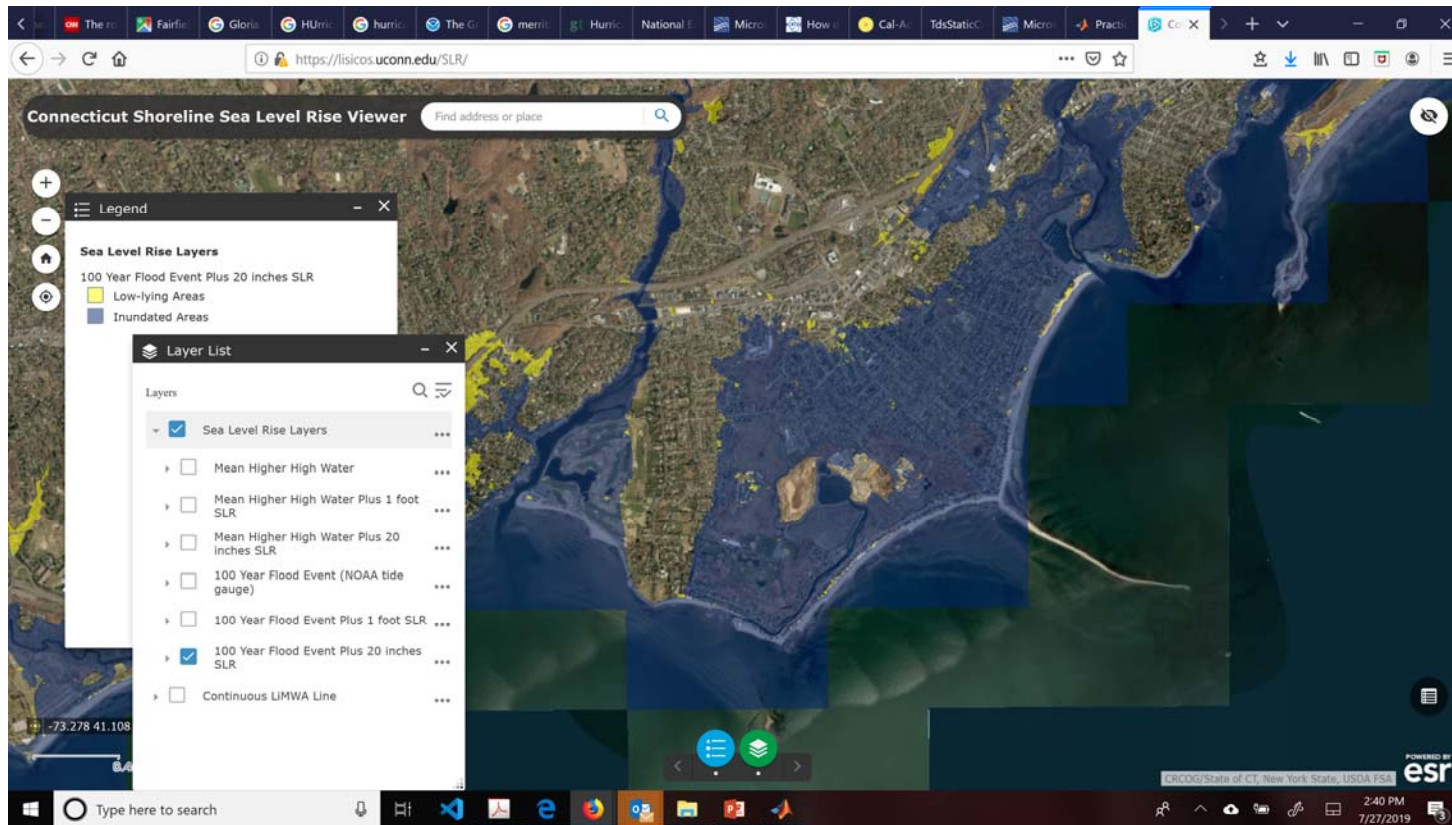 The ro
Fairfie
Gloria
HUrric
hurric
The G
merrit
Hurric
National E
Micro
How d
Cal-Ac
TdsStaticC
Micro
Practic
Co
https://lisicos.uconn.edu/SLR/
Connecticut Shoreline Sea Level Rise Viewer
Find address or place
Legend
Sea Level Rise Layers
100 Year Flood Event Plus 20 inches SLR
Low-lying Areas
Inundated Areas
Layer List
Layers
Sea Level Rise Layers
Mean Higher High Water
Mean Higher High Water Plus 1 foot
SLR
Mean Higher High Water Plus 20
inches SLR
100 Year Flood Event (NOAA tide
gauge)
100 Year Flood Event Plus 1 foot SLR
100 Year Flood Event Plus 20 inches
SLR
Continuous LiMWA Line
-73.278 41.108
CRCOG/State of CT, New York State, USDA FSA
POWERED BY
esr
Type here to search
2:40 PM
7/27/2019